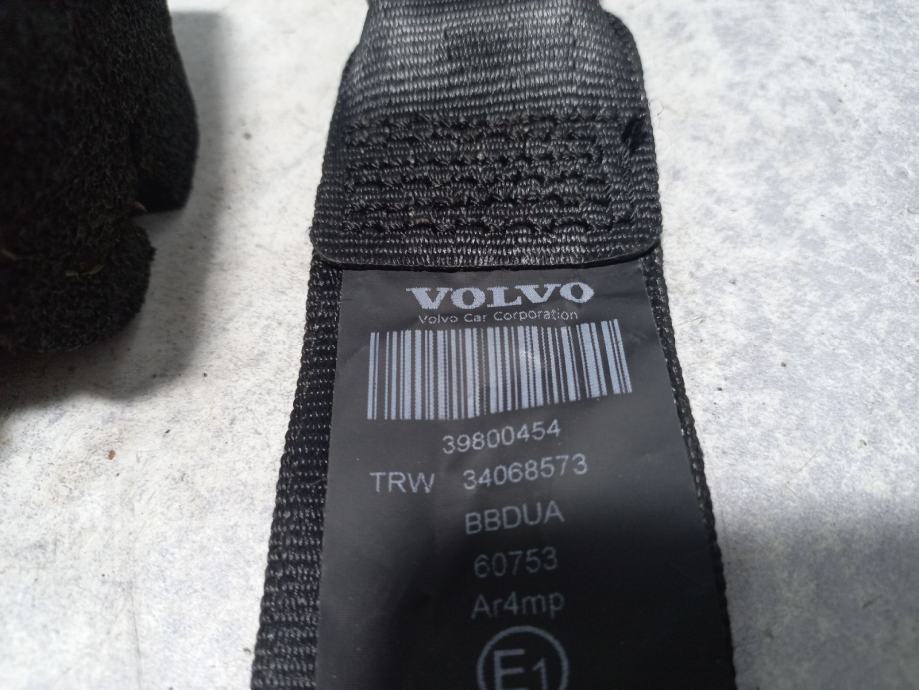 VOLVO
Volvo Car Corporation
39800454
TRW 34068573
BBDUA
60753
Ar4mp
E1